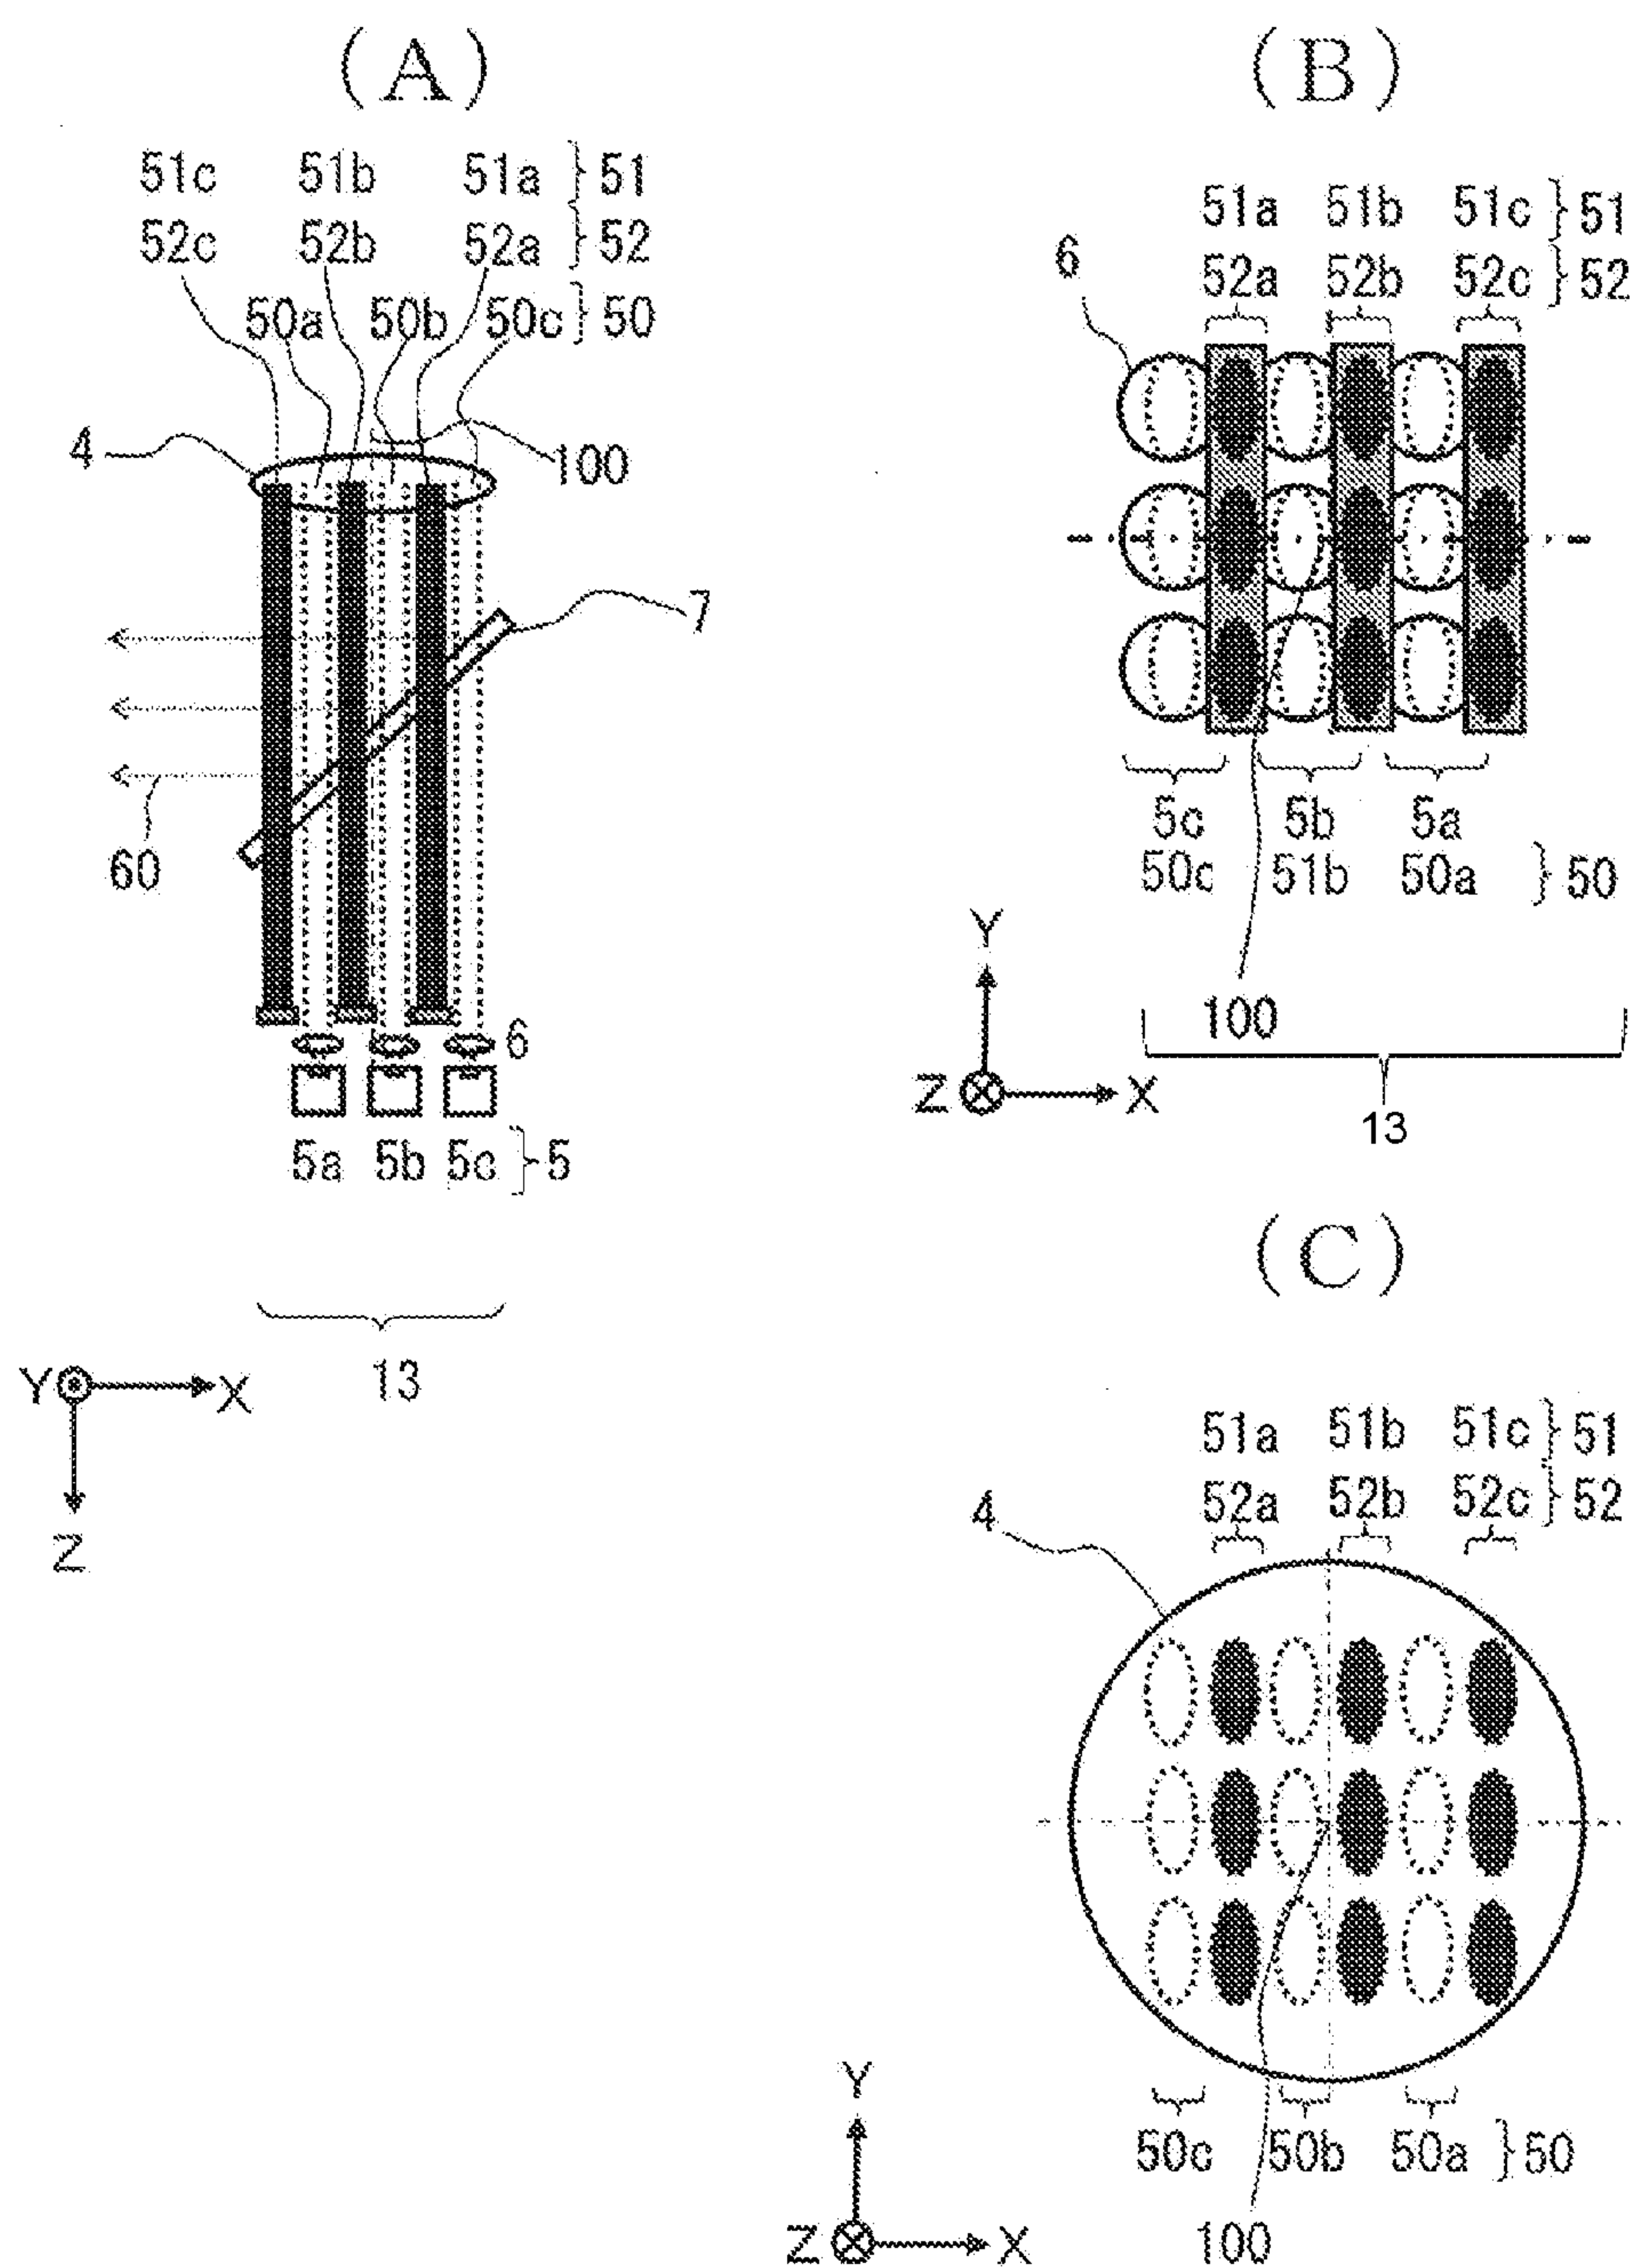 (A)
51c 51b 51a } 51
52c 52b 52a } 52
50a 50b 50c } 50
4
100
7
60
6
5a 5b 5c } 5
13
Y X
Z
(B)
51a 51b 51c } 51
52a 52b 52c } 52
6
5c 5b 5a
50c 51b 50a } 50
100
Y
Z X
13
(C)
51a 51b 51c } 51
52a 52b 52c } 52
4
50c 50b 50a } 50
100
Y
Z X